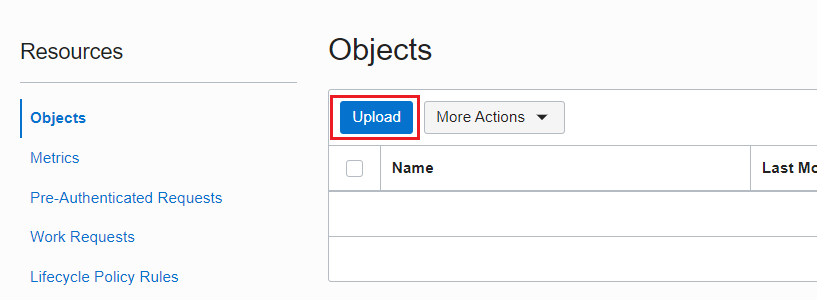 Resources
Objects
Metrics
Pre-Authenticated Requests
Work Requests
Lifecycle Policy Rules
Objects
Upload More Actions
Name Last Mo